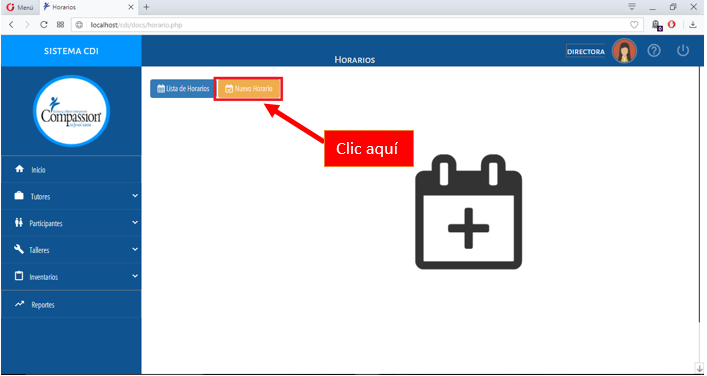 Menú
Horarios
localhost/cdi/docs/horario.php
SISTEMA CDI
HORARIOS
DIRECTORA
Lista de Horarios
Nuevo Horario
Clic aquí
Compassion
Inicio
Tutores
Participantes
Talleres
Inventarios
Reportes